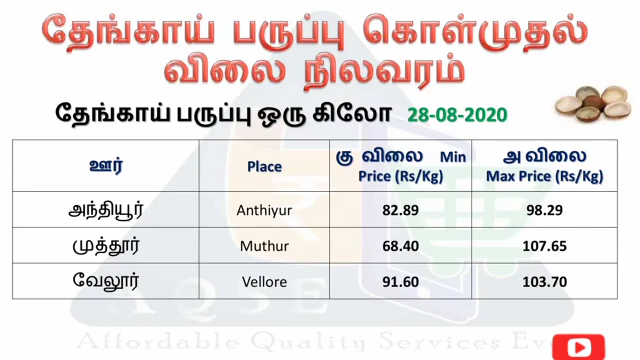 தேங்காய் பருப்பு கொள்முதல்
விலை நிலவரம்
தேங்காய் பருப்பு ஒரு கிலோ 28-08-2020
ஊர் Place கு விலை Min Price (Rs/Kg) அ விலை Max Price (Rs/Kg)
அந்தியூர் Anthiyur 82.89 98.29
முத்தூர் Muthur 68.40 107.65
வேலூர் Vellore 91.60 103.70
AQSE
Affordable Quality Services